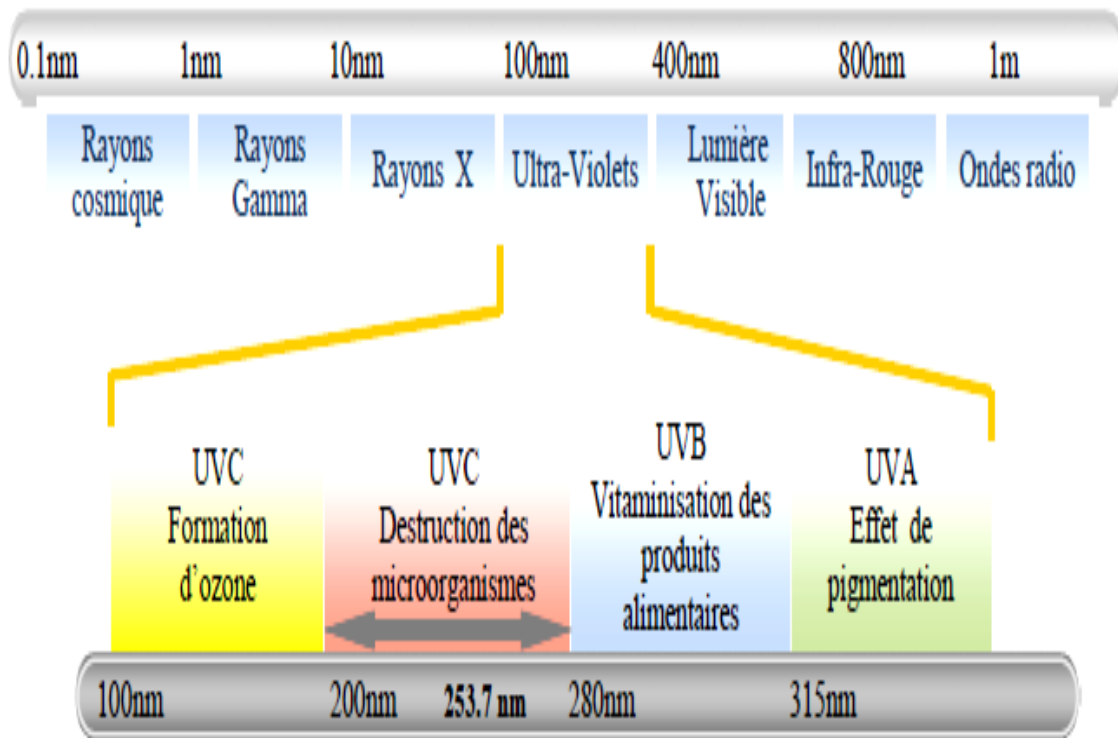 0.1nm 1nm 10nm 100nm 400nm 800nm 1m
Rayons
cosmique
Rayons
Gamma
Rayons X
Ultra-Violets
Lumière
Visible
Infra-Rouge
Ondes radio
UVC
Formation
d'ozone
UVC
Destruction des
microorganismes
UVB
Vitaminisation des
produits
alimentaires
UVA
Effet de
pigmentation
100nm 200nm 253.7 nm 280nm 315nm